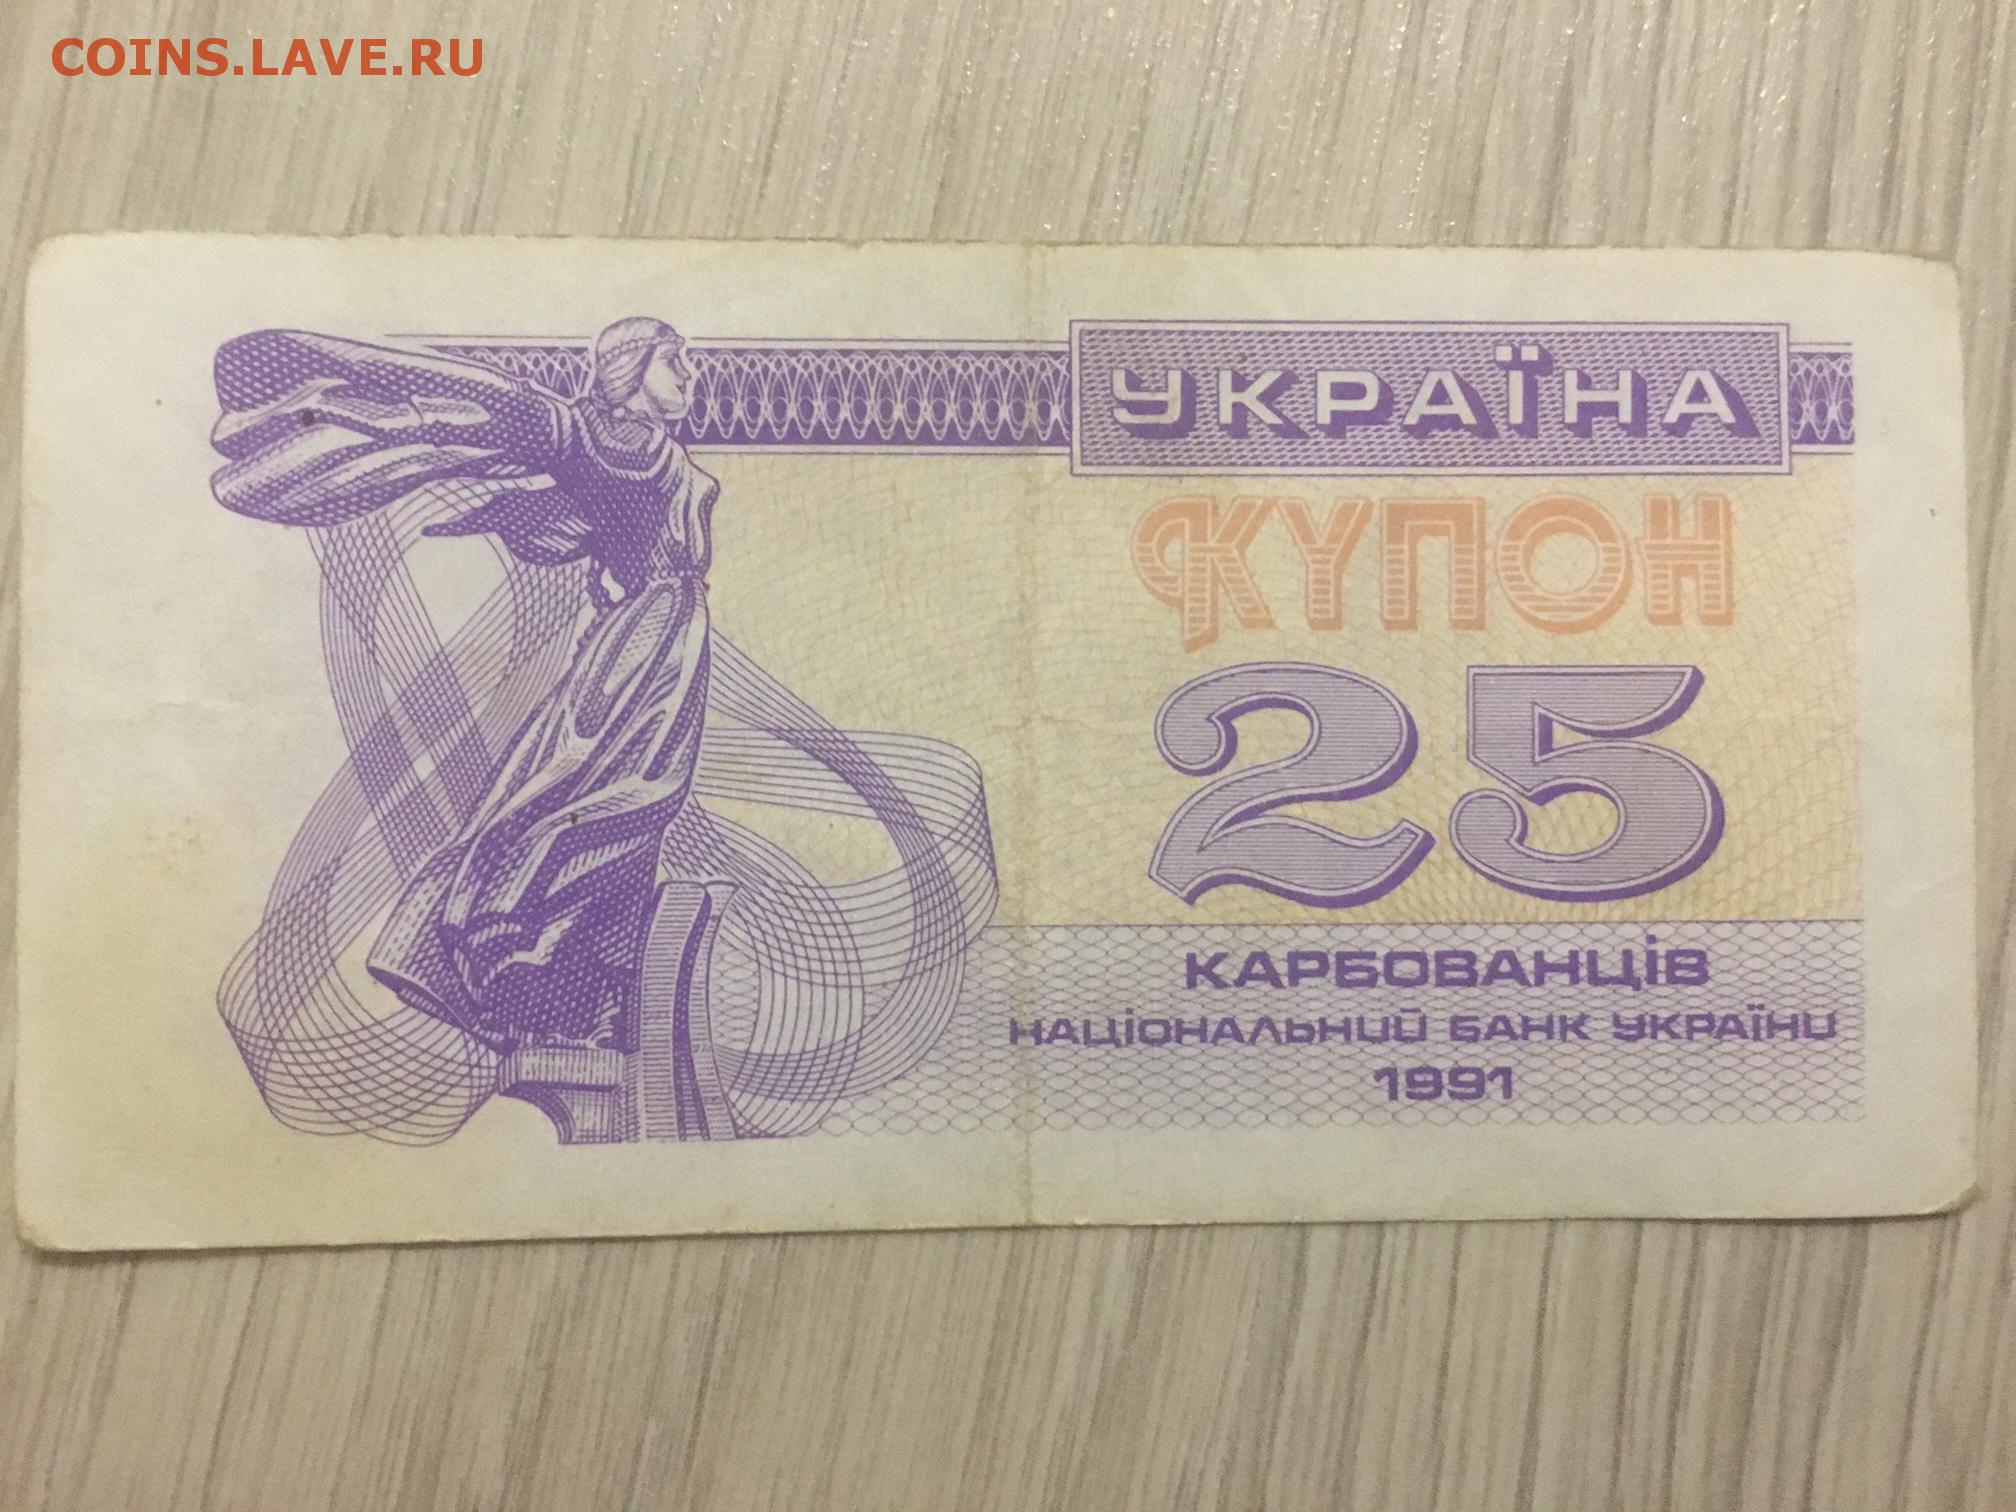 COINS.LAVE.RU
УКРАЇНА
КУПОН
25
КАРБОВАНЦІВ
НАЦІОНАЛЬНИЙ БАНК УКРАЇНИ
1991